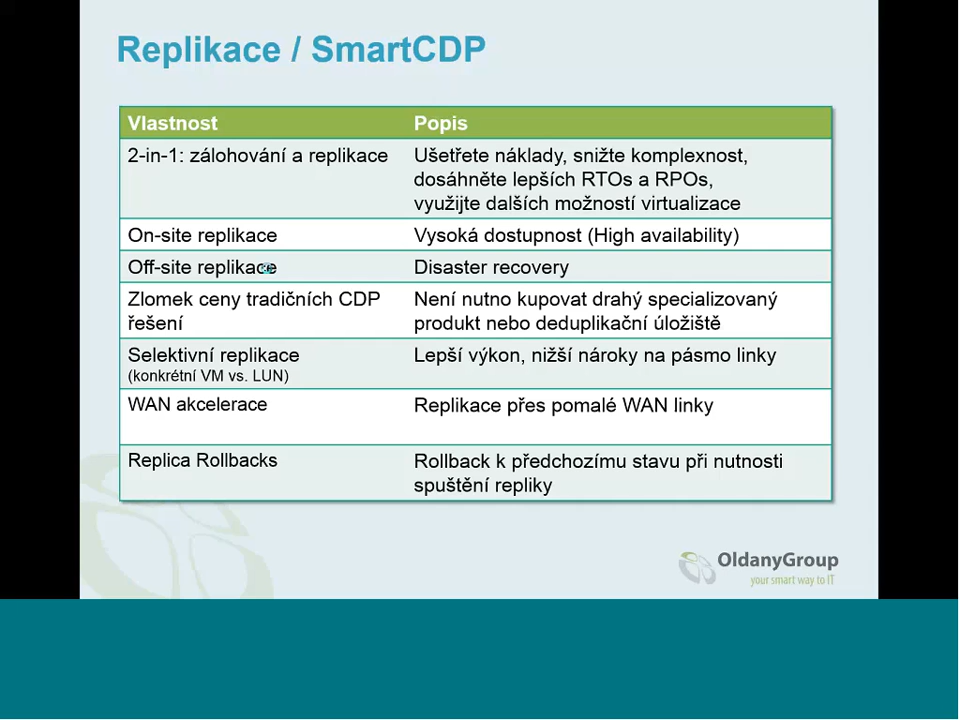 Replikace / SmartCDP
Vlastnost
Popis
2-in-1: zálohování a replikace
Ušetřete náklady, snižte komplexnost,
dosáhněte lepších RTOs a RPOs,
využijte dalších možností virtualizace
On-site replikace
Vysoká dostupnost (High availability)
Off-site replikace
Disaster recovery
Zlomek ceny tradičních CDP
řešení
Není nutno kupovat drahý specializovaný
produkt nebo deduplikační úložiště
Selektivní replikace
(konkrétní VM vs. LUN)
Lepší výkon, nižší nároky na pásmo linky
WAN akcelerace
Replikace přes pomalé WAN linky
Replica Rollbacks
Rollback k předchozímu stavu při nutnosti
spuštění repliky
OldanyGroup
your smart way to IT